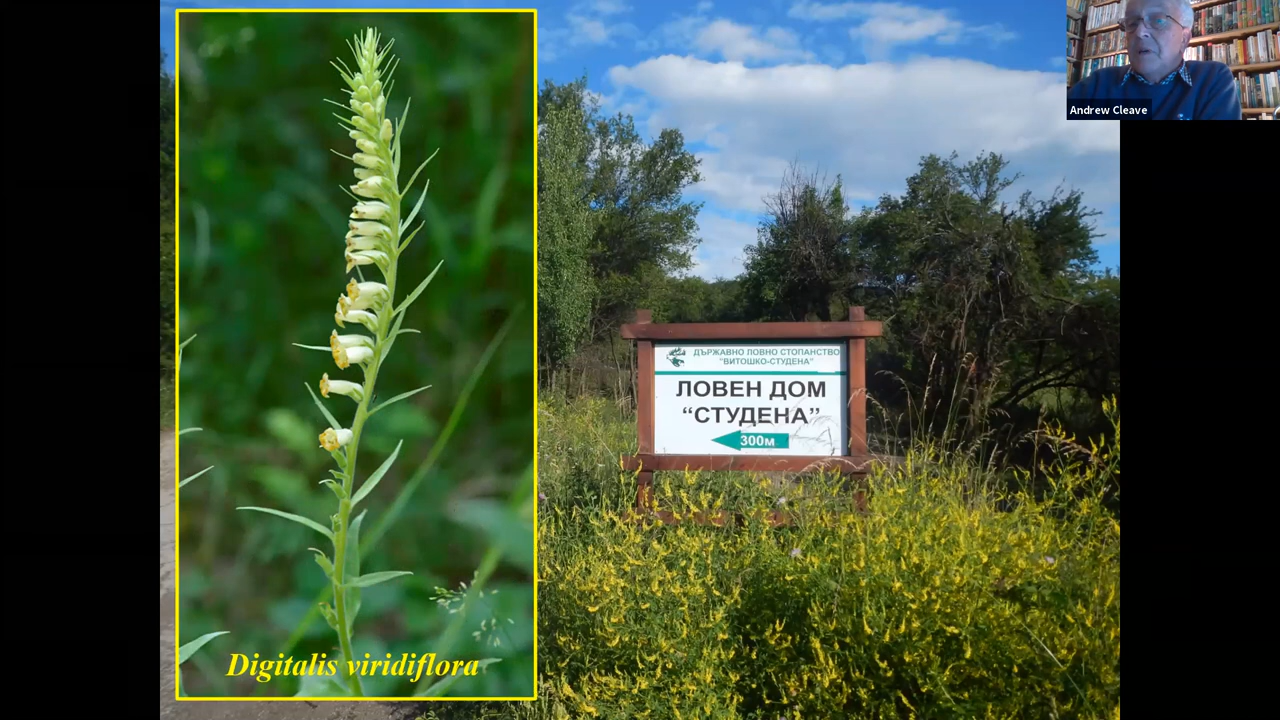 Andrew Cleave
ДЪРЖАВНО ЛОВНО СТОПАНСТВО
“ВИТОШКО-СТУДЕНА”
ЛОВЕН ДОМ
“СТУДЕНА”
300м
Digitalis viridiflora